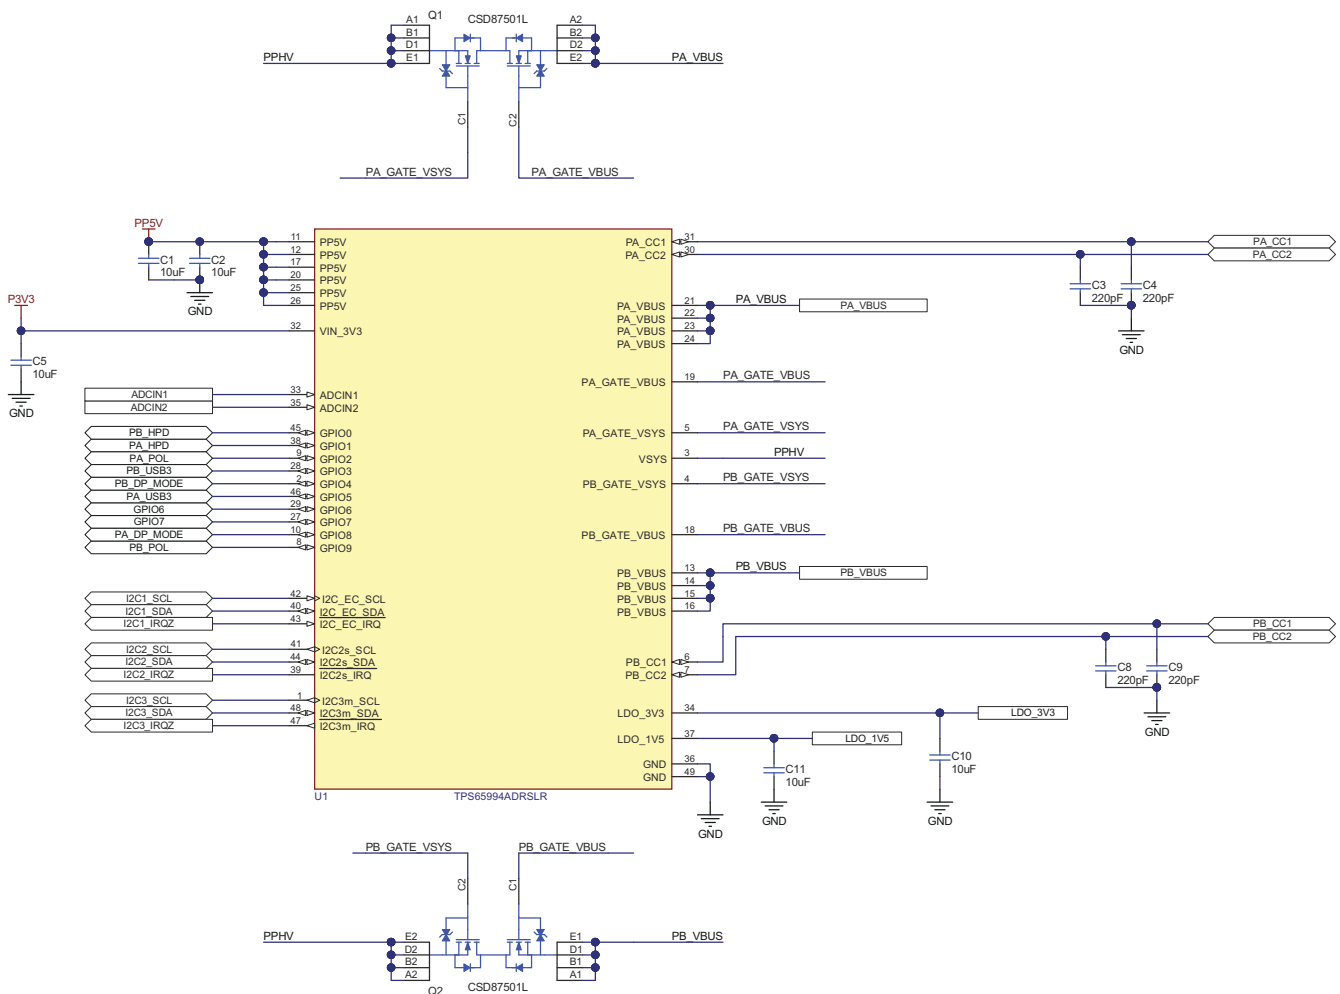 A1 Q1 CSD87501L A2
B1 B2
D1 D2
PPHV E1 E2 PA_VBUS
C1 C2
PA_GATE_VSYS PA_GATE_VBUS
PP5V
11 PP5V PA_CC1 31 PA_CC1
12 PP5V PA_CC2 30 PA_CC2
C1 C2 17 PP5V
10uF 10uF 20 PP5V C3 C4
25 PP5V 220pF 220pF
P3V3 GND 26 PP5V PA_VBUS 21 PA_VBUS PA_VBUS
PA_VBUS 22
32 VIN_3V3 PA_VBUS 23
PA_VBUS 24 GND
C5
10uF PA_GATE_VBUS 19 PA_GATE_VBUS
ADCIN1 33 ADCIN1
GND ADCIN2 35 ADCIN2
PB_HPD 45 GPIO0 PA_GATE_VSYS 5 PA_GATE_VSYS
PA_HPD 38 GPIO1
PA_POL 9 GPIO2 VSYS 3 PPHV
PB_USB3 28 GPIO3
PB_DP_MODE 2 GPIO4 PB_GATE_VSYS 4 PB_GATE_VSYS
PA_USB3 46 GPIO5
GPIO6 29 GPIO6
GPIO7 27 GPIO7
PA_DP_MODE 10 GPIO8 PB_GATE_VBUS 18 PB_GATE_VBUS
PB_POL 8 GPIO9
PB_VBUS 13 PB_VBUS PB_VBUS
PB_VBUS 14
I2C1_SCL 42 I2C_EC_SCL PB_VBUS 15
I2C1_SDA 40 I2C_EC_SDA PB_VBUS 16
I2C1_IRQZ 43 I2C_EC_IRQ PB_CC1
PB_CC2
I2C2_SCL 41 I2C2s_SCL
I2C2_SDA 44 I2C2s_SDA PB_CC1 6 C8 C9
I2C2_IRQZ 39 I2C2s_IRQ PB_CC2 7 220pF 220pF
I2C3_SCL 1 I2C3m_SCL
I2C3_SDA 48 I2C3m_SDA LDO_3V3 34 LDO_3V3
I2C3_IRQZ 47 I2C3m_IRQ GND
LDO_1V5 37 LDO_1V5
C10
GND 36 C11 10uF
GND 49 10uF
U1 TPS65994ADRSLR
GND GND
GND
PB_GATE_VSYS PB_GATE_VBUS
C2 C1
PPHV E2 E1 PB_VBUS
D2 D1
B2 B1
A2 A1
Q2 CSD87501L